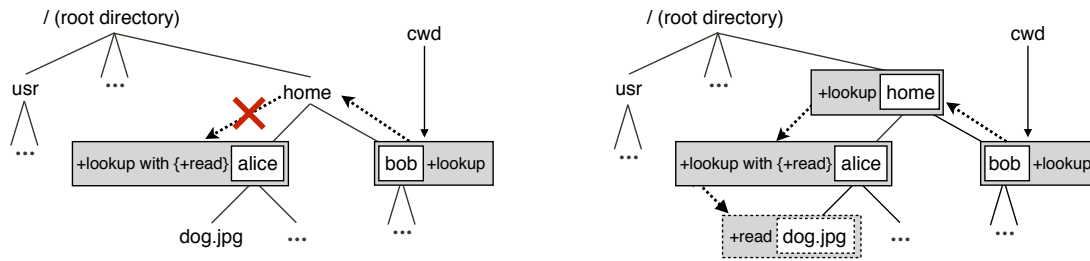 / (root directory)
cwd
usr
...
home
+lookup with {+read} alice
bob +lookup
...
...
dog.jpg
...
/ (root directory)
cwd
usr
...
+lookup home
+lookup with {+read} alice
bob +lookup
...
...
+read dog.jpg
...